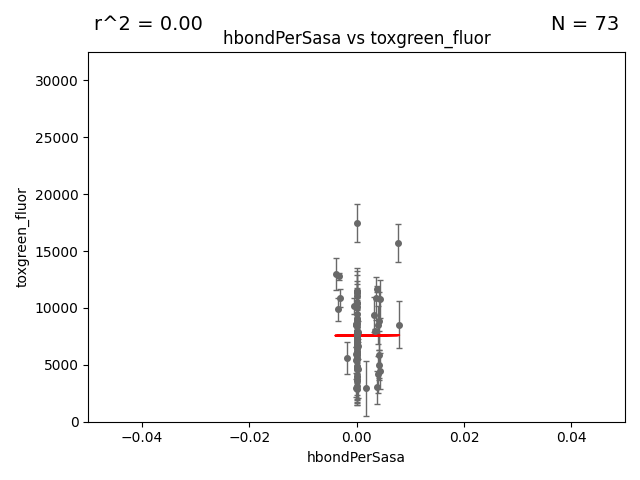 r^2 = 0.00
N = 73
hbondPerSasa vs toxgreen_fluor
30000
25000
20000
15000
10000
5000
0
toxgreen_fluor
−0.04
−0.02
0.00
0.02
0.04
hbondPerSasa